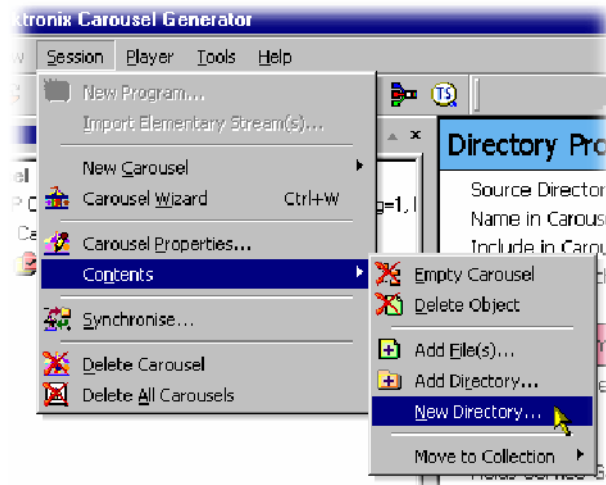 ktronix Carousel Generator
Session Player Tools Help
New Program...
Import Elementary Stream(s)...
New Carousel
Carousel Wizard Ctrl+W
Carousel Properties...
Contents
Synchronise...
Delete Carousel
Delete All Carousels
Empty Carousel
Delete Object
Add File(s)...
Add Directory...
New Directory...
Move to Collection
TS
g=1,
Directory Pro
Source Director
Name in Carous
Include in Carou